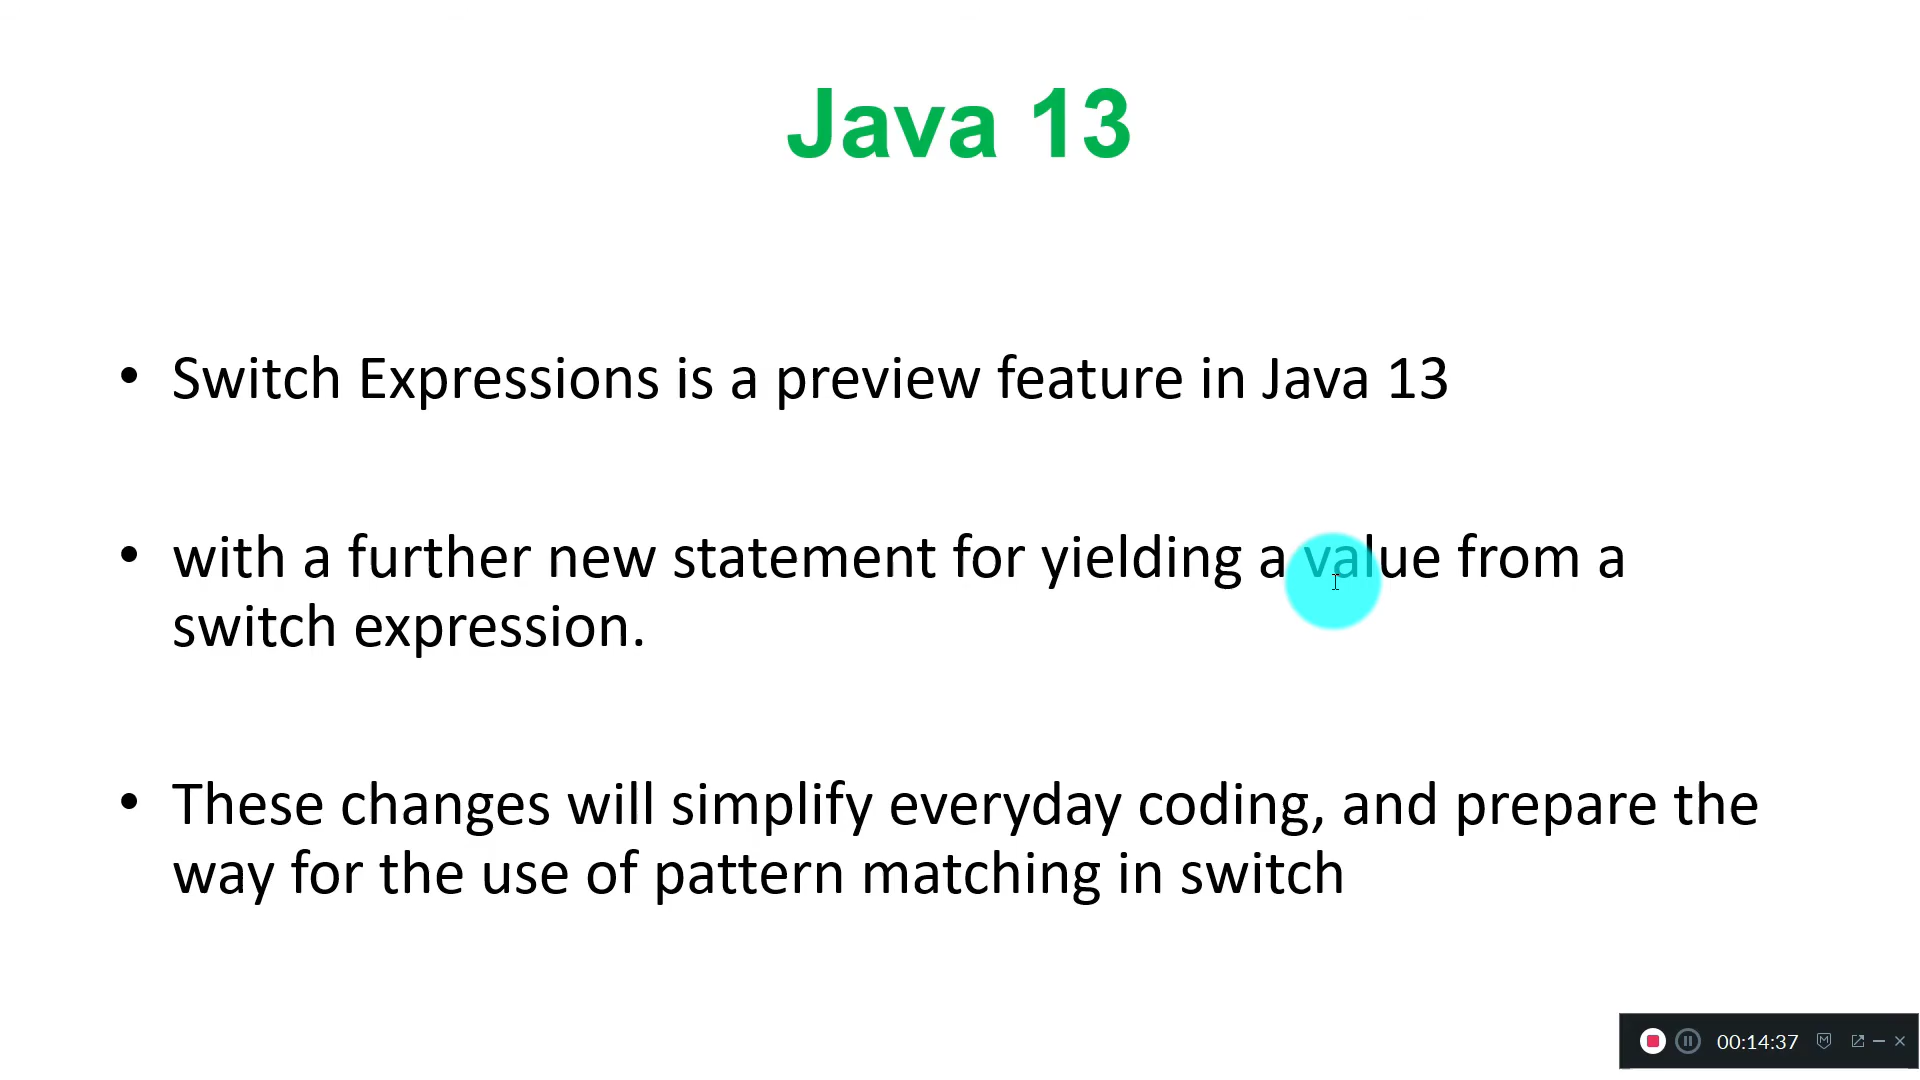 Java 13
• Switch Expressions is a preview feature in Java 13
• with a further new statement for yielding a value from a
switch expression.
• These changes will simplify everyday coding, and prepare the
way for the use of pattern matching in switch
00:14:37